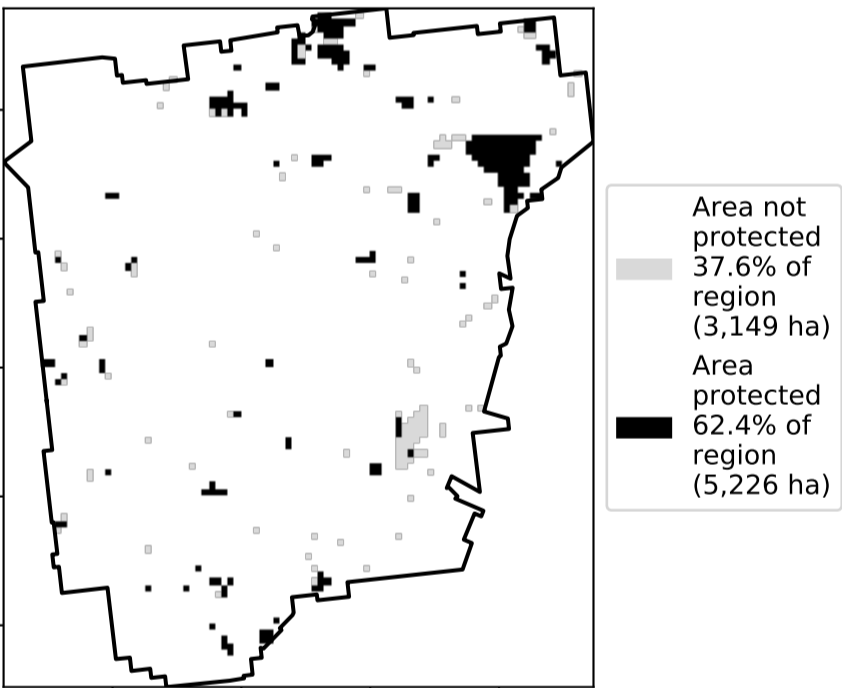 Area not
protected
37.6% of
region
(3,149 ha)
Area
protected
62.4% of
region
(5,226 ha)